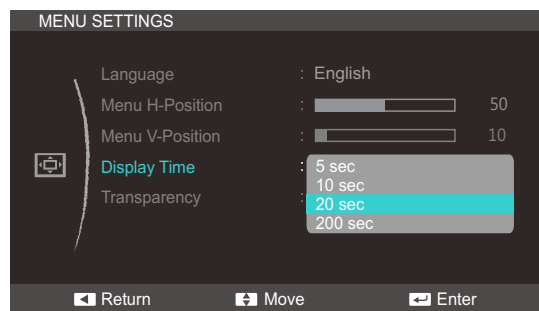 MENU SETTINGS
Language : English
Menu H-Position : 50
Menu V-Position : 10
Display Time : 5 sec
10 sec
Transparency : 20 sec
200 sec
Return Move Enter